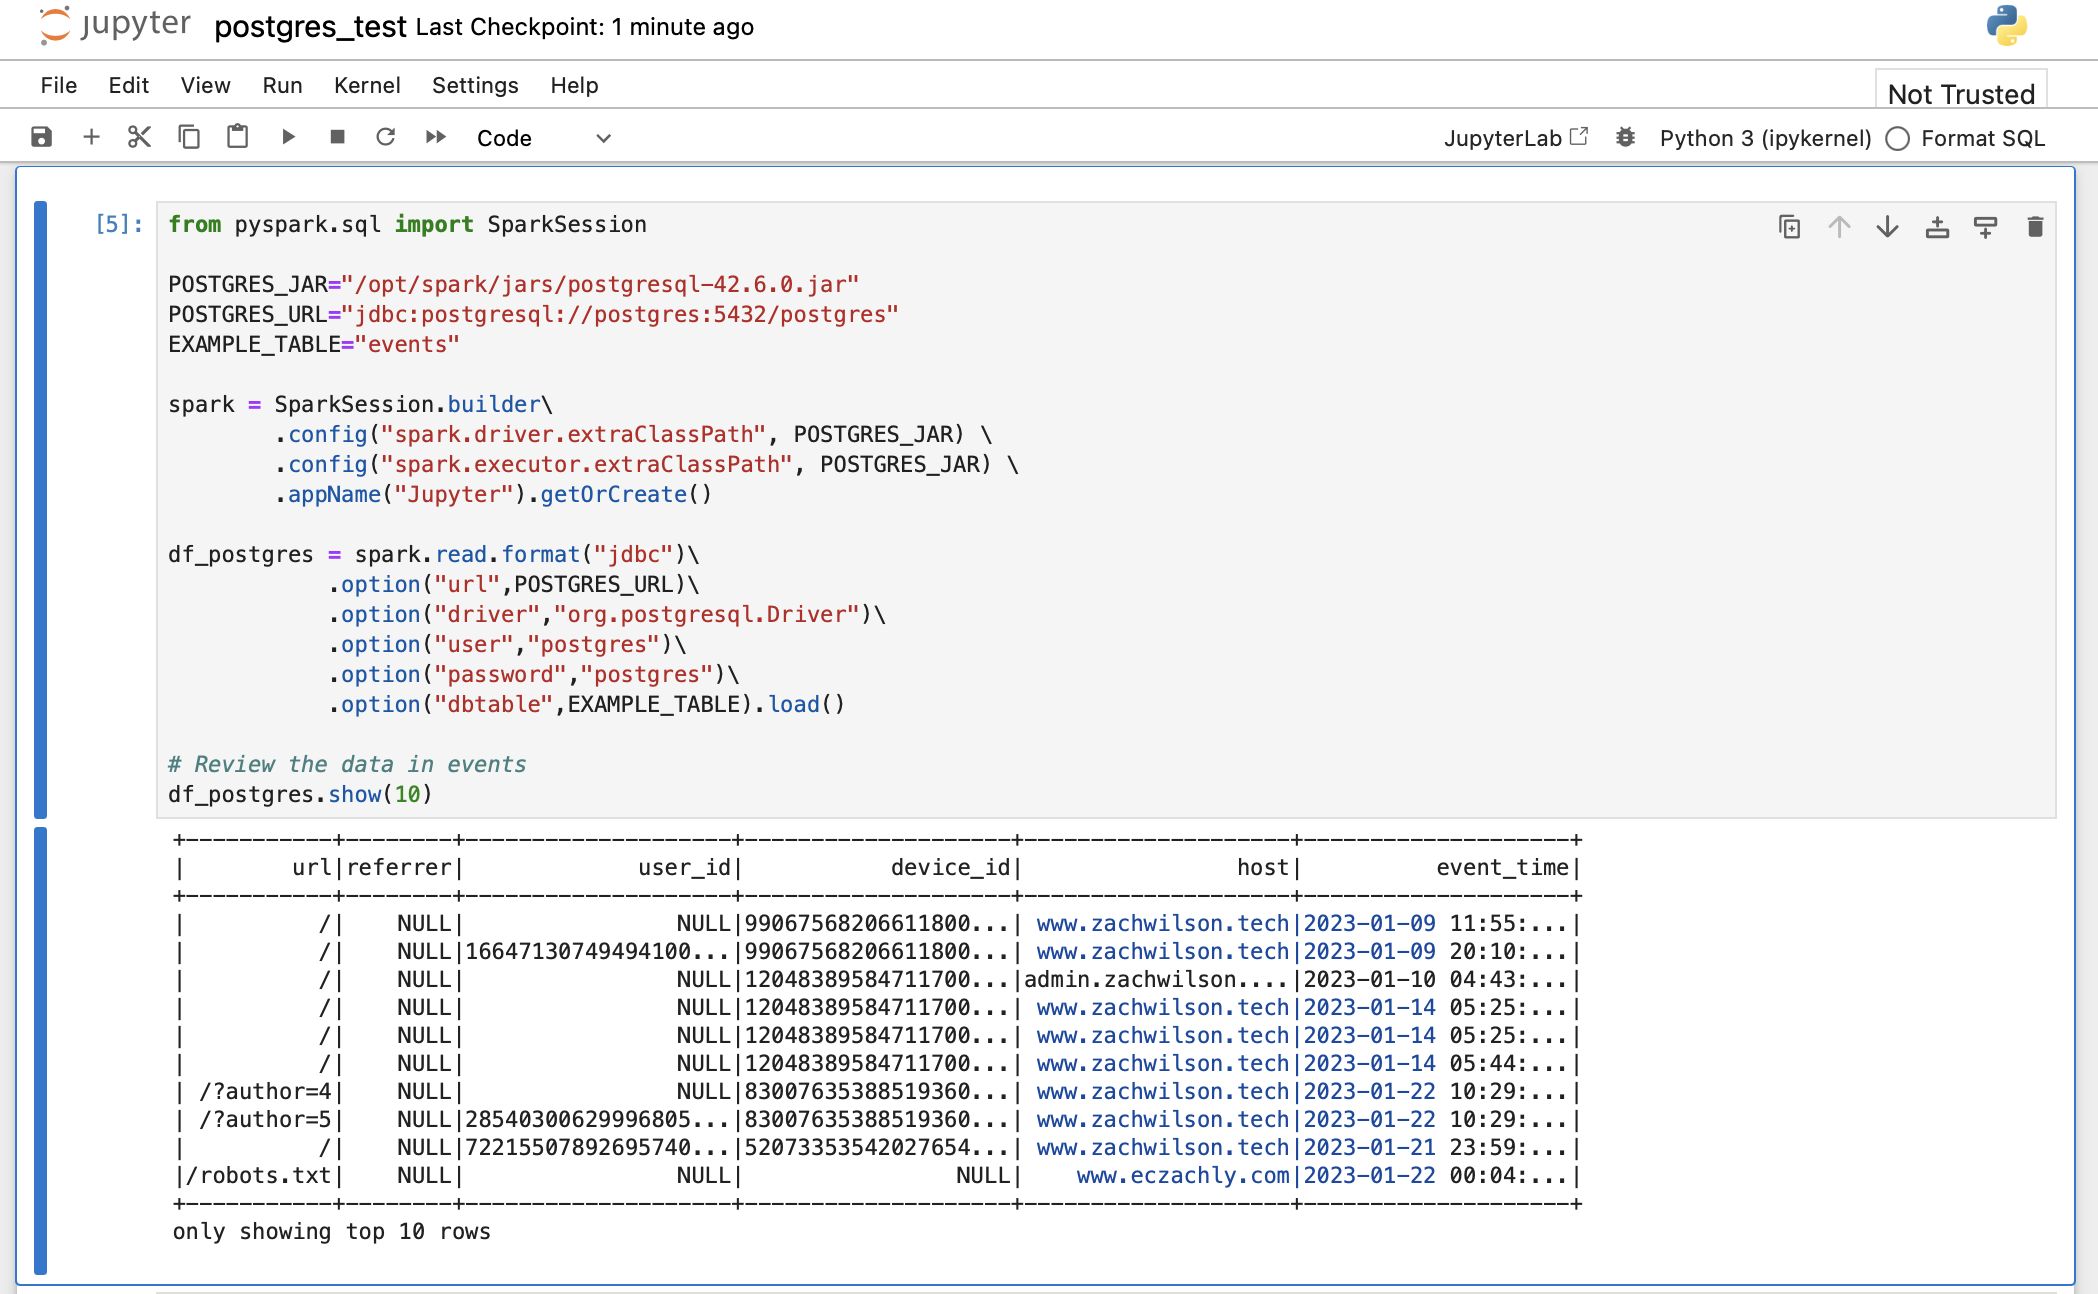 jupyter postgres_test Last Checkpoint: 1 minute ago
File Edit View Run Kernel Settings Help Not Trusted
Code JupyterLab Python 3 (ipykernel) Format SQL
[5]: from pyspark.sql import SparkSession
POSTGRES_JAR="/opt/spark/jars/postgresql-42.6.0.jar"
POSTGRES_URL="jdbc:postgresql://postgres:5432/postgres"
EXAMPLE_TABLE="events"
spark = SparkSession.builder\
        .config("spark.driver.extraClassPath", POSTGRES_JAR) \
        .config("spark.executor.extraClassPath", POSTGRES_JAR) \
        .appName("Jupyter").getOrCreate()
df_postgres = spark.read.format("jdbc")\
            .option("url",POSTGRES_URL)\
            .option("driver","org.postgresql.Driver")\
            .option("user","postgres")\
            .option("password","postgres")\
            .option("dbtable",EXAMPLE_TABLE).load()
# Review the data in events
df_postgres.show(10)
+-----------+--------+--------------------+--------------------+--------------------+--------------------+
|        url|referrer|             user_id|           device_id|                host|          event_time|
+-----------+--------+--------------------+--------------------+--------------------+--------------------+
|          /|    NULL|                NULL|99067568206611800...| www.zachwilson.tech|2023-01-09 11:55:...|
|          /|    NULL|16647130749494100...|99067568206611800...| www.zachwilson.tech|2023-01-09 20:10:...|
|          /|    NULL|                NULL|12048389584711700...|admin.zachwilson....|2023-01-10 04:43:...|
|          /|    NULL|                NULL|12048389584711700...| www.zachwilson.tech|2023-01-14 05:25:...|
|          /|    NULL|                NULL|12048389584711700...| www.zachwilson.tech|2023-01-14 05:25:...|
|          /|    NULL|                NULL|12048389584711700...| www.zachwilson.tech|2023-01-14 05:44:...|
| /?author=4|    NULL|                NULL|83007635388519360...| www.zachwilson.tech|2023-01-22 10:29:...|
| /?author=5|    NULL|28540300629996805...|83007635388519360...| www.zachwilson.tech|2023-01-22 10:29:...|
|          /|    NULL|72215507892695740...|52073353542027654...| www.zachwilson.tech|2023-01-21 23:59:...|
|/robots.txt|    NULL|                NULL|                NULL|    www.eczachly.com|2023-01-22 00:04:...|
+-----------+--------+--------------------+--------------------+--------------------+--------------------+
only showing top 10 rows